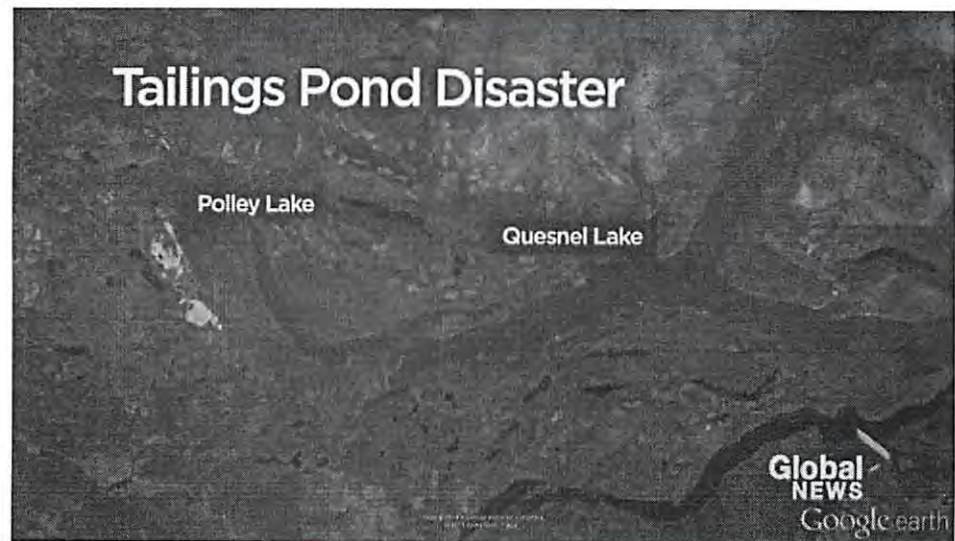 Tailings Pond Disaster
Polley Lake
Quesnel Lake
Global
NEWS
Google earth